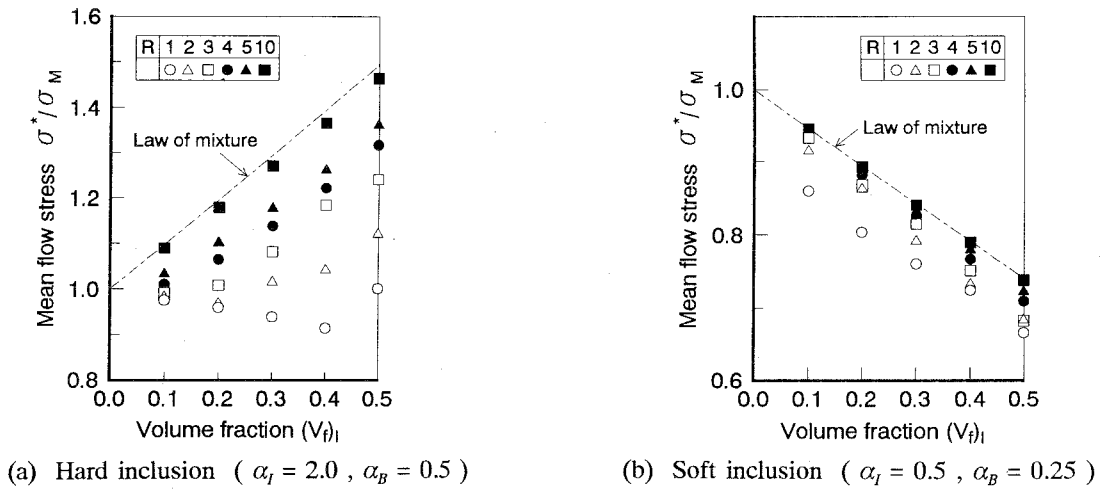 1.6
1.4
1.2
1.0
0.8
Mean flow stress σ*/σM
R 1 2 3 4 5 10
○ △ □ ● ▲ ■
Law of mixture
0.0 0.1 0.2 0.3 0.4 0.5
Volume fraction (Vf)I
(a) Hard inclusion ( αI = 2.0 , αB = 0.5 )
1.0
0.8
0.6
Mean flow stress σ*/σM
R 1 2 3 4 5 10
○ △ □ ● ▲ ■
Law of mixture
0.0 0.1 0.2 0.3 0.4 0.5
Volume fraction (Vf)I
(b) Soft inclusion ( αI = 0.5 , αB = 0.25 )